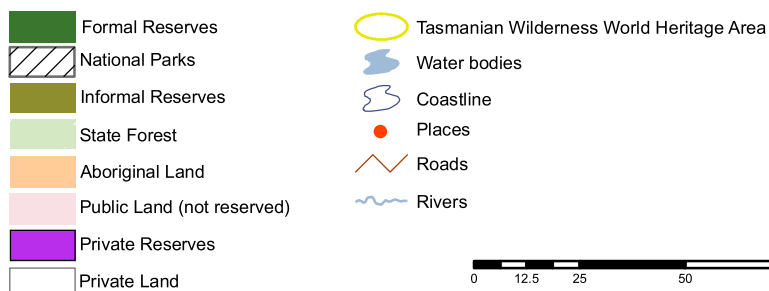 Formal Reserves
National Parks
Informal Reserves
State Forest
Aboriginal Land
Public Land (not reserved)
Private Reserves
Private Land
Tasmanian Wilderness World Heritage Area
Water bodies
Coastline
Places
Roads
Rivers
0 12.5 25 50